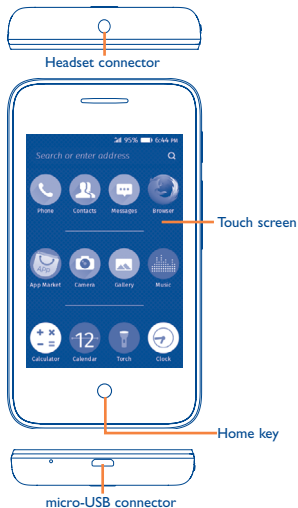 Headset connector
95% 6:44 PM
Search or enter address
Phone Contacts Messages Browser
Touch screen
App
App Market Camera Gallery Music
12
Calculator Calendar Torch Clock
Home key
micro-USB connector